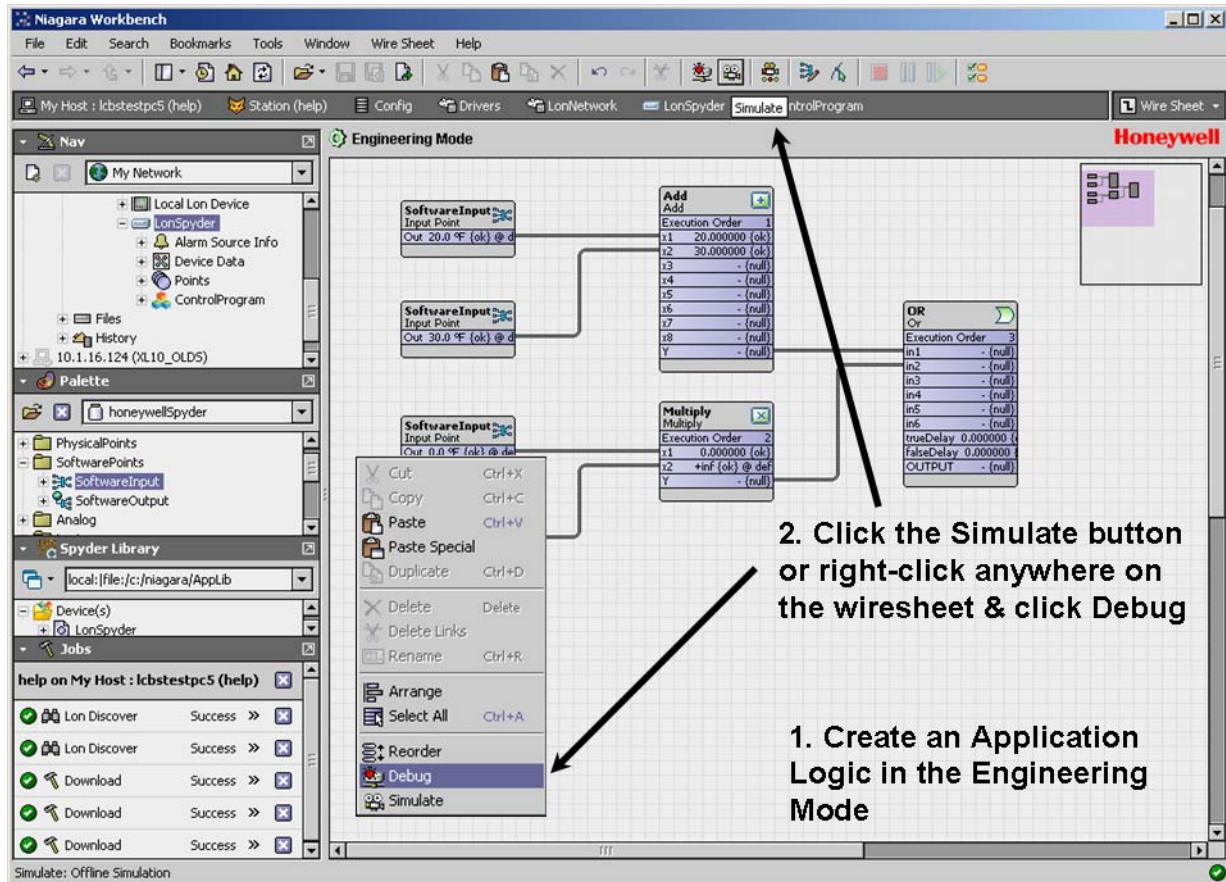 Niagara Workbench
File Edit Search Bookmarks Tools Window Wire Sheet Help
My Host : lcbstestpc5 (help) Station (help) Config Drivers LonNetwork LonSpyder Simulate ntrolProgram Wire Sheet
Nav
My Network
Local Lon Device
LonSpyder
Alarm Source Info
Device Data
Points
ControlProgram
Files
History
10.1.16.124 (XL10_OLDS)
Palette
honeywellSpyder
PhysicalPoints
SoftwarePoints
SoftwareInput
SoftwareOutput
Analog
Spyder Library
local:|file:/c:/niagara/AppLib
Device(s)
LonSpyder
Jobs
help on My Host : lcbstestpc5 (help)
Lon Discover Success »
Lon Discover Success »
Download Success »
Download Success »
Download Success »
Engineering Mode
Honeywell
SoftwareInput
Input Point
Out 20.0 °F {ok} @ d
SoftwareInput
Input Point
Out 30.0 °F {ok} @ d
SoftwareInput
Input Point
Out 0.0 °F {ok} @ de
Add
Add
Execution Order 1
x1 20.000000 {ok}
x2 30.000000 {ok}
x3 - {null}
x4 - {null}
x5 - {null}
x6 - {null}
x7 - {null}
x8 - {null}
Y - {null}
Multiply
Multiply
Execution Order 2
x1 0.000000 {ok}
x2 +inf {ok} @ def
Y - {null}
OR
Or
Execution Order 3
in1 - {null}
in2 - {null}
in3 - {null}
in4 - {null}
in5 - {null}
in6 - {null}
trueDelay 0.000000 {
falseDelay 0.000000
OUTPUT - {null}
Cut Ctrl+X
Copy Ctrl+C
Paste Ctrl+V
Paste Special
Duplicate Ctrl+D
Delete Delete
Delete Links
Rename Ctrl+R
Arrange
Select All Ctrl+A
Reorder
Debug
Simulate
2. Click the Simulate button
or right-click anywhere on
the wiresheet & click Debug
1. Create an Application
Logic in the Engineering
Mode
Simulate: Offline Simulation